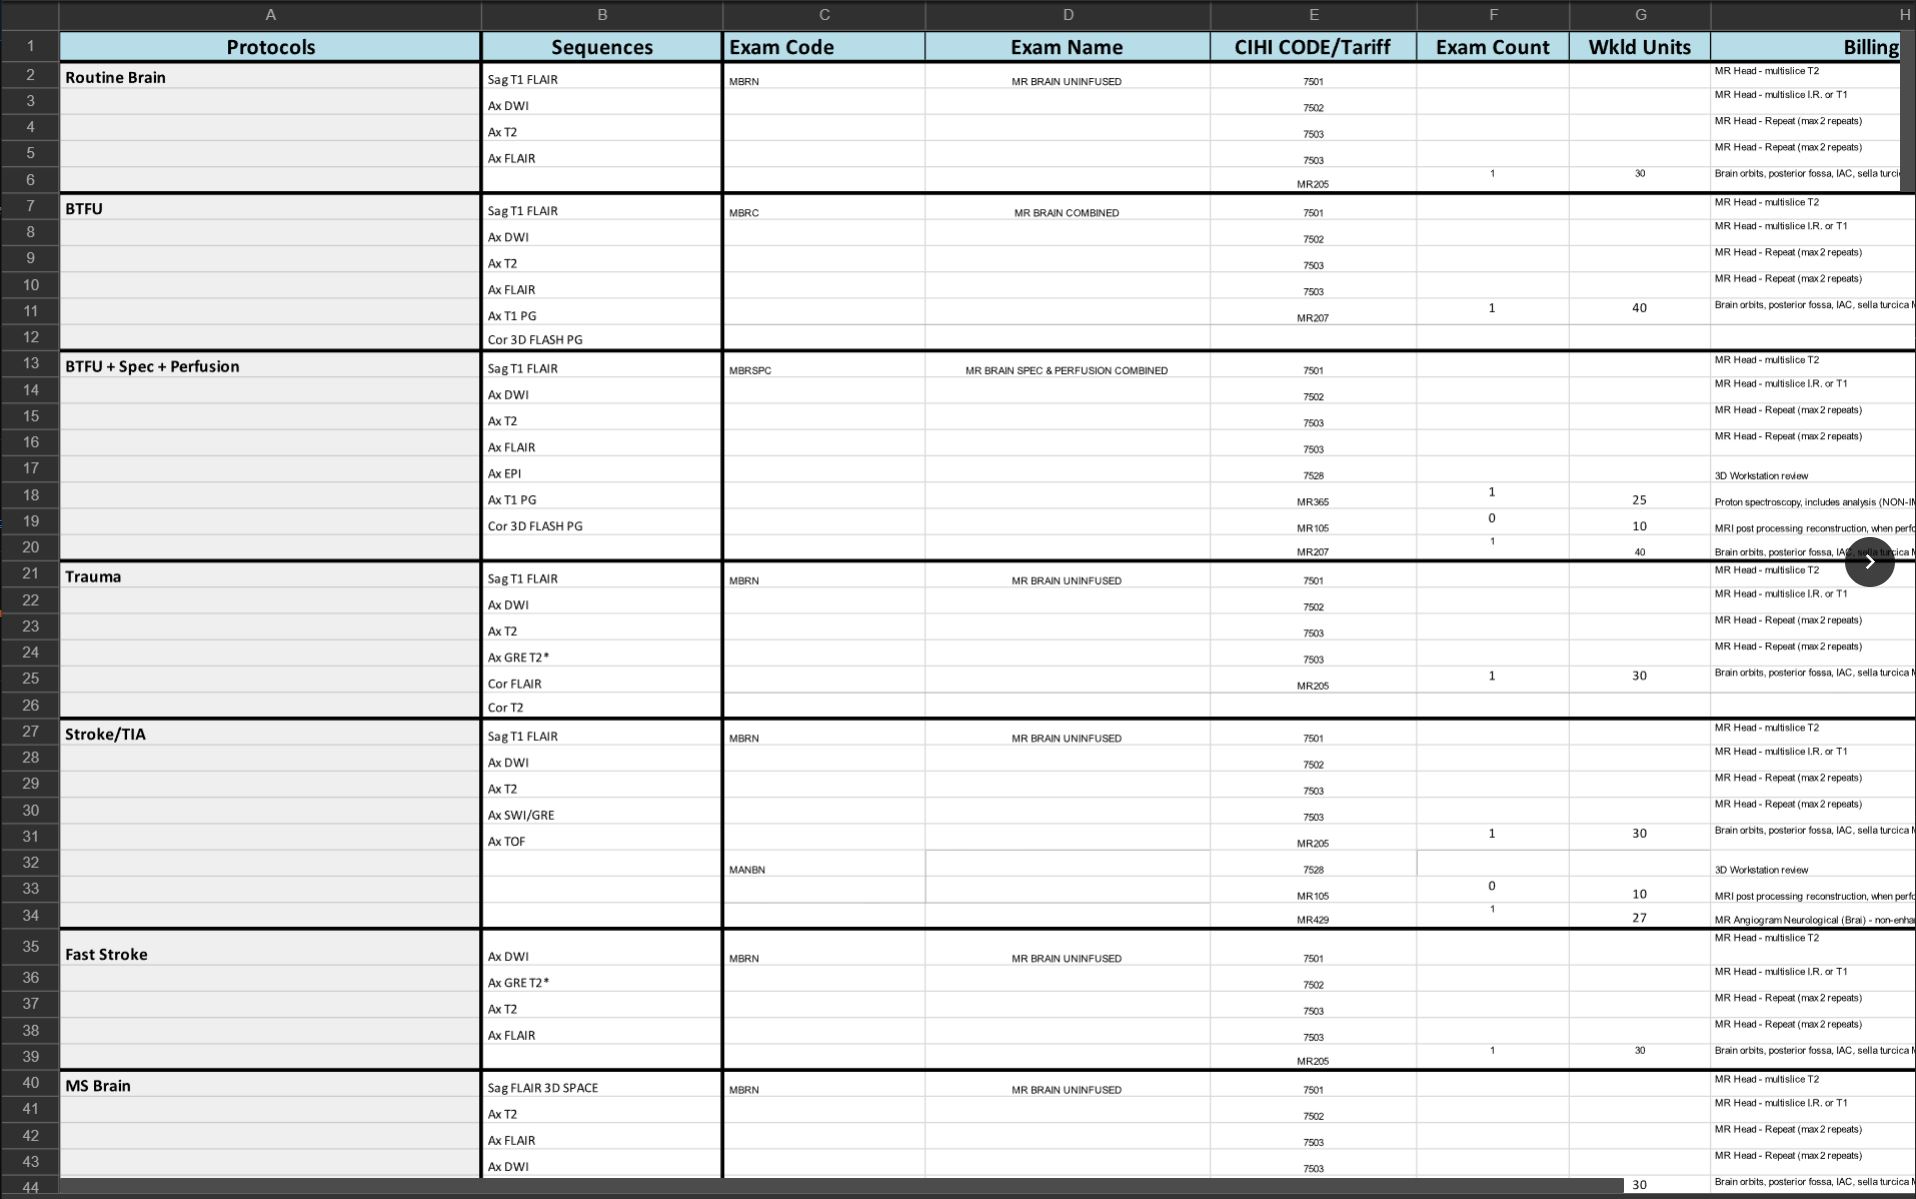 A B C D E F G H
1 Protocols Sequences Exam Code Exam Name CIHI CODE/Tariff Exam Count Wkld Units Billing
2 Routine Brain Sag T1 FLAIR MBRN MR BRAIN UNINFUSED 7501 MR Head - multislice T2
3 Ax DWI 7502 MR Head - multislice I.R. or T1
4 Ax T2 7503 MR Head - Repeat (max 2 repeats)
5 Ax FLAIR 7503 MR Head - Repeat (max 2 repeats)
6 MR205 1 30 Brain orbits, posterior fossa, IAC, sella
7 BTFU Sag T1 FLAIR MBRC MR BRAIN COMBINED 7501 MR Head - multislice T2
8 Ax DWI 7502 MR Head - multislice I.R. or T1
9 Ax T2 7503 MR Head - Repeat (max 2 repeats)
10 Ax FLAIR 7503 MR Head - Repeat (max 2 repeats)
11 Ax T1 PG MR207 1 40 Brain orbits, posterior fossa, IAC, sella turcica
12 Cor 3D FLASH PG
13 BTFU + Spec + Perfusion Sag T1 FLAIR MBRSPC MR BRAIN SPEC & PERFUSION COMBINED 7501 MR Head - multislice T2
14 Ax DWI 7502 MR Head - multislice I.R. or T1
15 Ax T2 7503 MR Head - Repeat (max 2 repeats)
16 Ax FLAIR 7503 MR Head - Repeat (max 2 repeats)
17 Ax EPI 7528 3D Workstation review
18 Ax T1 PG MR365 1 25 Proton spectroscopy, includes analysis
19 Cor 3D FLASH PG MR105 0 10 MRI post processing reconstruction, when
20 MR207 1 40 Brain orbits, posterior fossa, IAC, sella turcica
21 Trauma Sag T1 FLAIR MBRN MR BRAIN UNINFUSED 7501 MR Head - multislice T2
22 Ax DWI 7502 MR Head - multislice I.R. or T1
23 Ax T2 7503 MR Head - Repeat (max 2 repeats)
24 Ax GRE T2* 7503 MR Head - Repeat (max 2 repeats)
25 Cor FLAIR MR205 1 30 Brain orbits, posterior fossa, IAC, sella turcica
26 Cor T2
27 Stroke/TIA Sag T1 FLAIR MBRN MR BRAIN UNINFUSED 7501 MR Head - multislice T2
28 Ax DWI 7502 MR Head - multislice I.R. or T1
29 Ax T2 7503 MR Head - Repeat (max 2 repeats)
30 Ax SWI/GRE 7503 MR Head - Repeat (max 2 repeats)
31 Ax TOF MR205 1 30 Brain orbits, posterior fossa, IAC, sella turcica
32 MANBN 7528 3D Workstation review
33 MR105 0 10 MRI post processing reconstruction, when
34 MR429 1 27 MR Angiogram Neurological (Brai) -
35 Fast Stroke Ax DWI MBRN MR BRAIN UNINFUSED 7501 MR Head - multislice T2
36 Ax GRE T2* 7502 MR Head - multislice I.R. or T1
37 Ax T2 7503 MR Head - Repeat (max 2 repeats)
38 Ax FLAIR 7503 MR Head - Repeat (max 2 repeats)
39 MR205 1 30 Brain orbits, posterior fossa, IAC, sella turcica
40 MS Brain Sag FLAIR 3D SPACE MBRN MR BRAIN UNINFUSED 7501 MR Head - multislice T2
41 Ax T2 7502 MR Head - multislice I.R. or T1
42 Ax FLAIR 7503 MR Head - Repeat (max 2 repeats)
43 Ax DWI 7503 MR Head - Repeat (max 2 repeats)
44 30 Brain orbits, posterior fossa, IAC, sella turcica